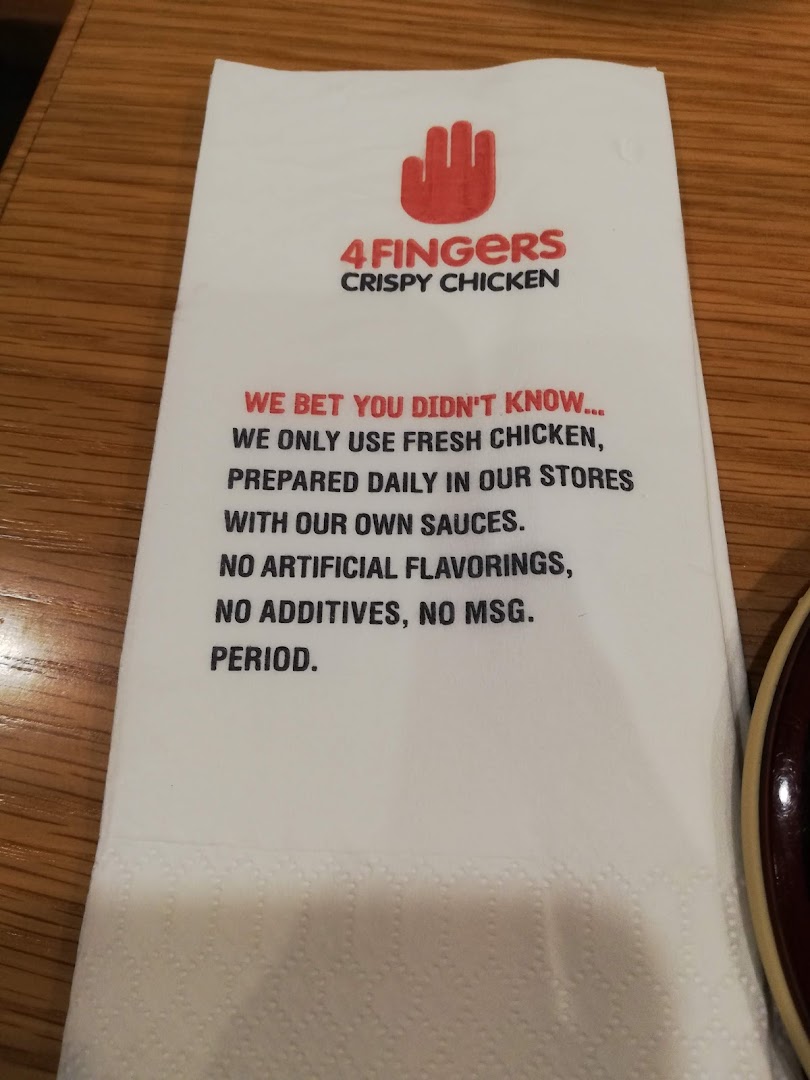 4FINGERS
CRISPY CHICKEN
WE BET YOU DIDN'T KNOW...
WE ONLY USE FRESH CHICKEN,
PREPARED DAILY IN OUR STORES
WITH OUR OWN SAUCES.
NO ARTIFICIAL FLAVORINGS,
NO ADDITIVES, NO MSG.
PERIOD.